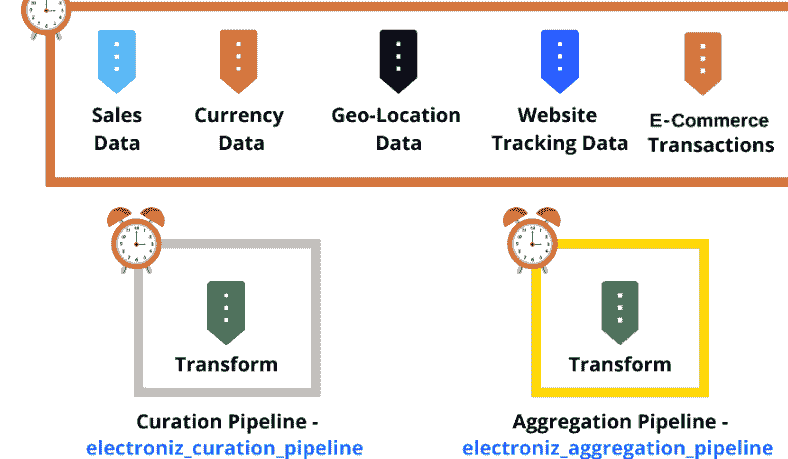 Sales
Data
Currency
Data
Geo-Location
Data
Website
Tracking Data
E-Commerce
Transactions
Transform
Transform
Curation Pipeline -
electroniz_curation_pipeline
Aggregation Pipeline -
electroniz_aggregation_pipeline